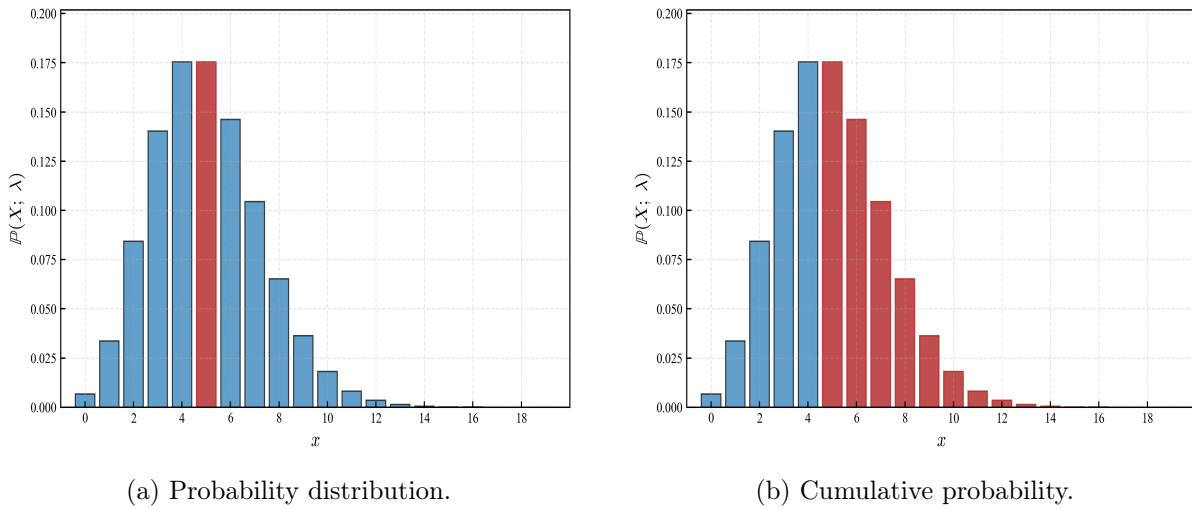 0.200
0.175
0.150
0.125
0.100
0.075
0.050
0.025
0.000
ℙ(X; λ)
0 2 4 6 8 10 12 14 16 18
x
(a) Probability distribution.
0.200
0.175
0.150
0.125
0.100
0.075
0.050
0.025
0.000
ℙ(X; λ)
0 2 4 6 8 10 12 14 16 18
x
(b) Cumulative probability.